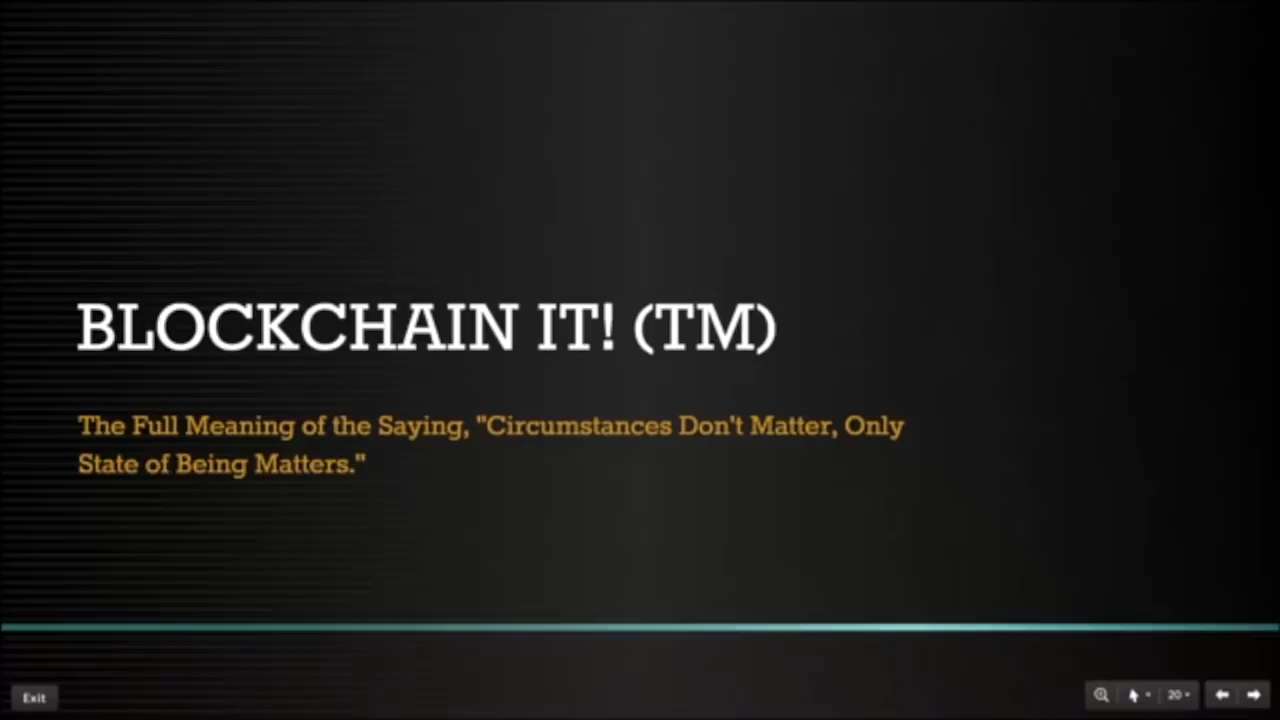 BLOCKCHAIN IT! (TM)
The Full Meaning of the Saying, "Circumstances Don't Matter, Only
State of Being Matters."
Exit
20